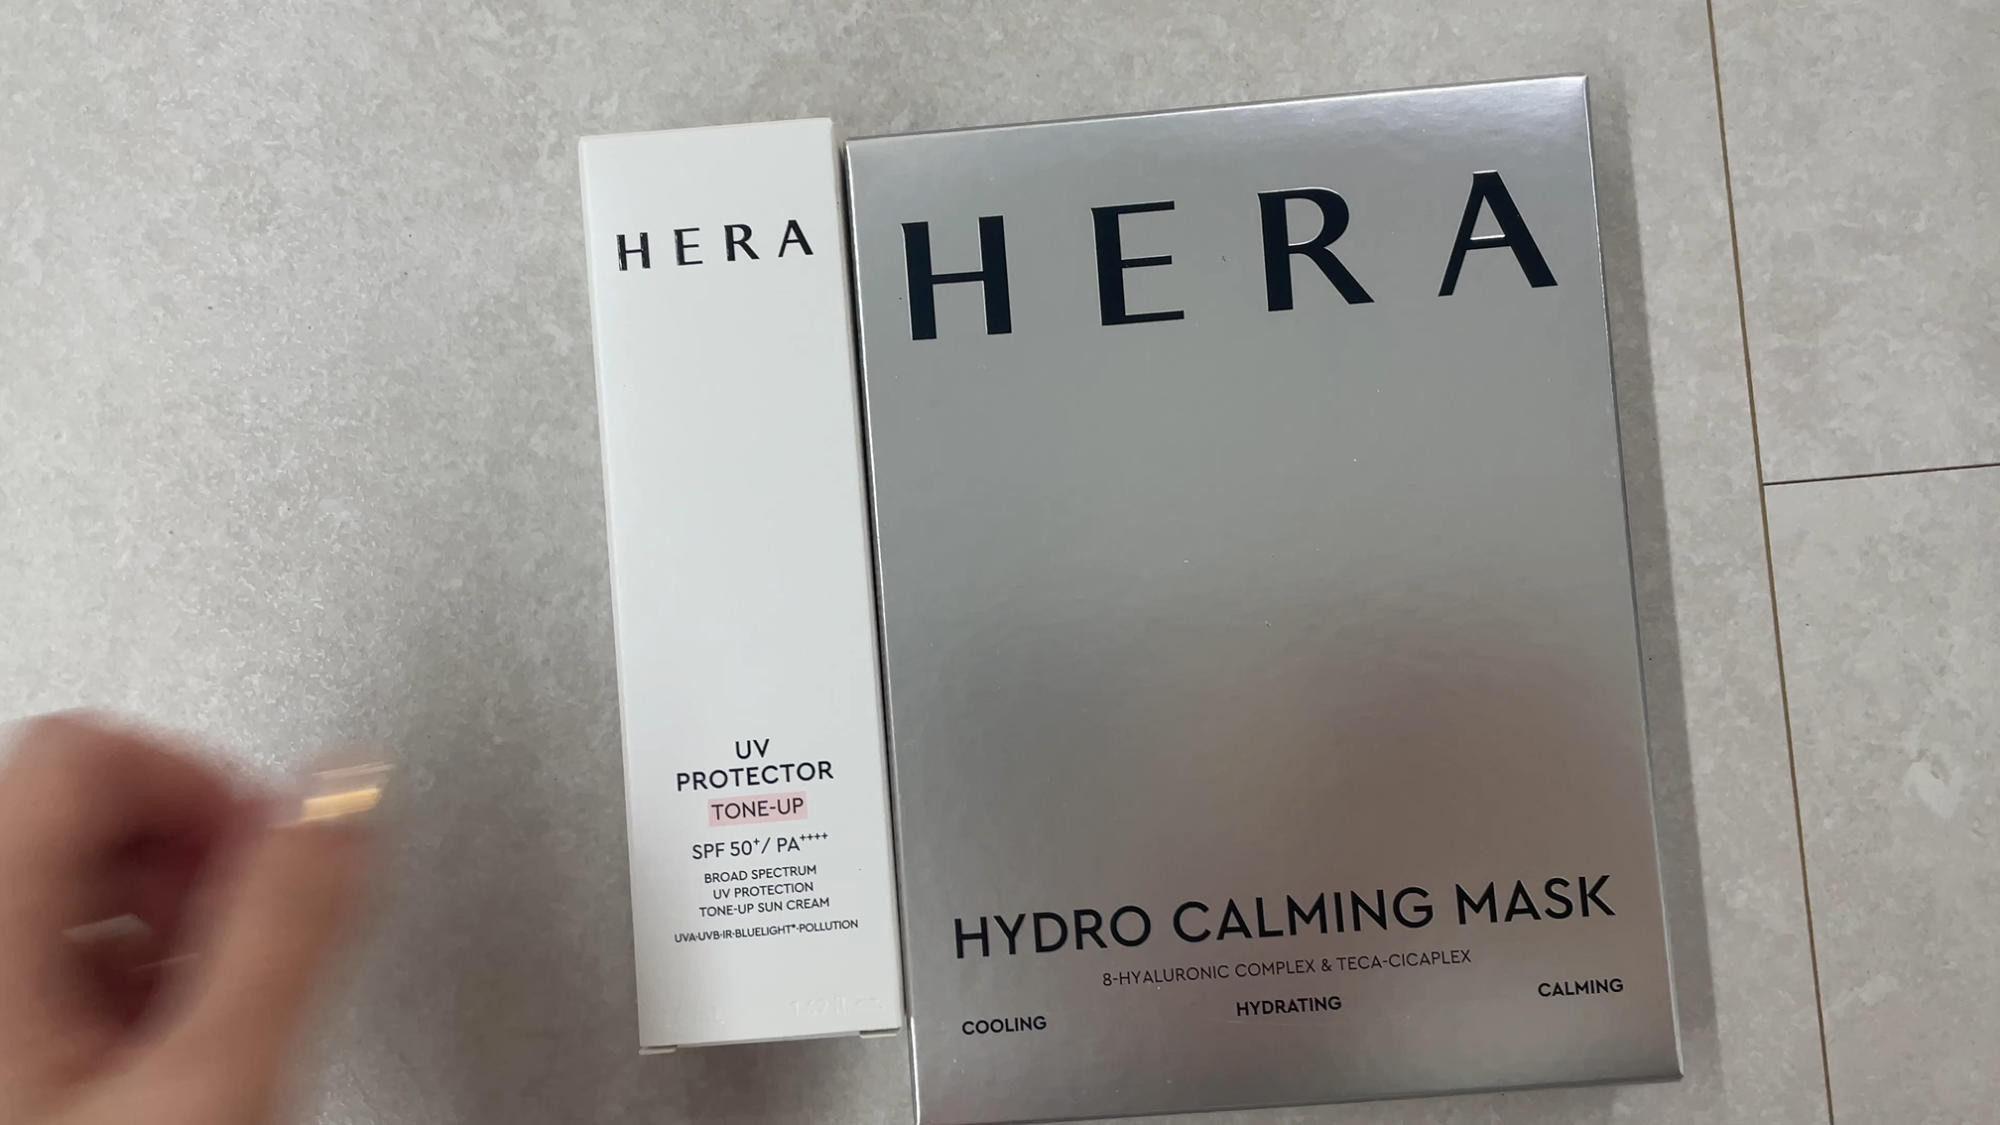 HERA
UV
PROTECTOR
TONE-UP
SPF 50+/ PA++++
BROAD SPECTRUM
UV PROTECTION
TONE-UP SUN CREAM
UVA·UVB·IR·BLUELIGHT*·POLLUTION
HERA
HYDRO CALMING MASK
8-HYALURONIC COMPLEX & TECA-CICAPLEX
COOLING
HYDRATING
CALMING